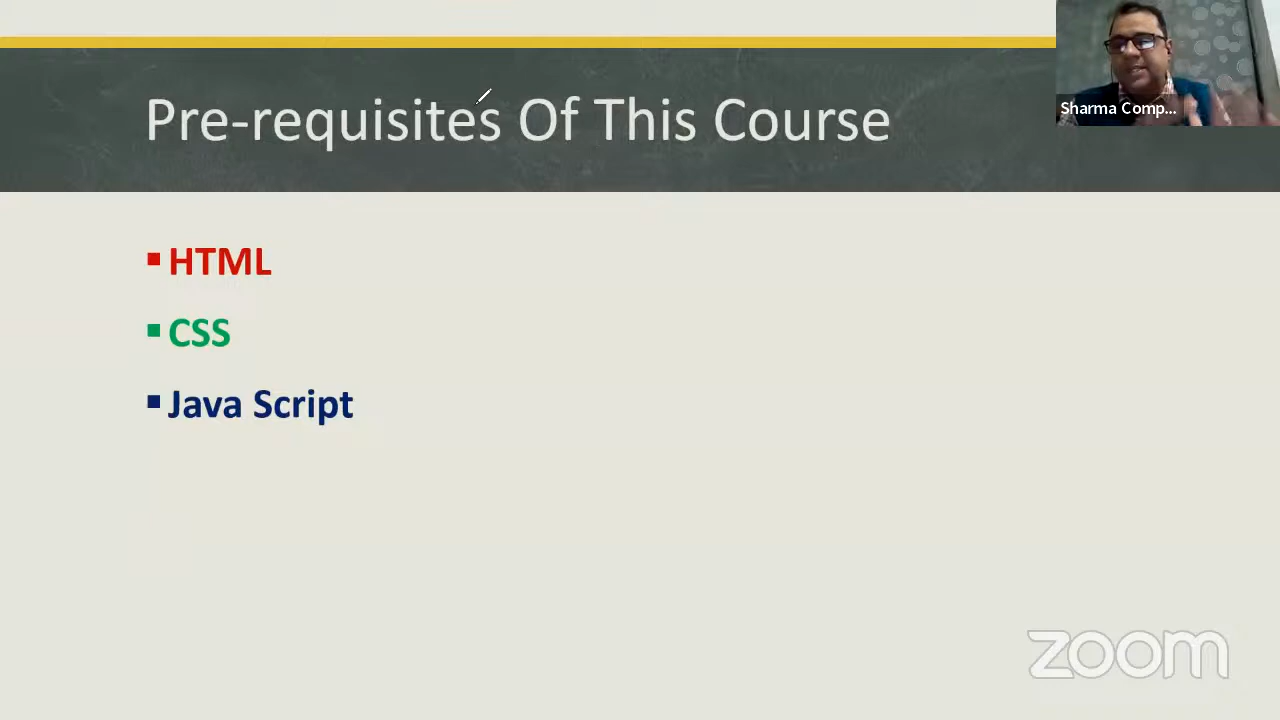 Pre-requisites Of This Course
Sharma Comp...
HTML
CSS
Java Script
zoom